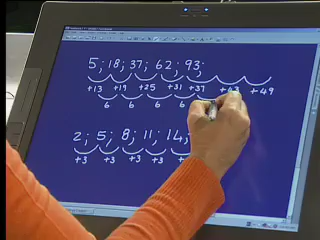 5; 18; 37; 62; 93;
+13 +19 +25 +31 +37 +43 +49
6 6 6 6
2; 5; 8; 11; 14;
+3 +3 +3 +3